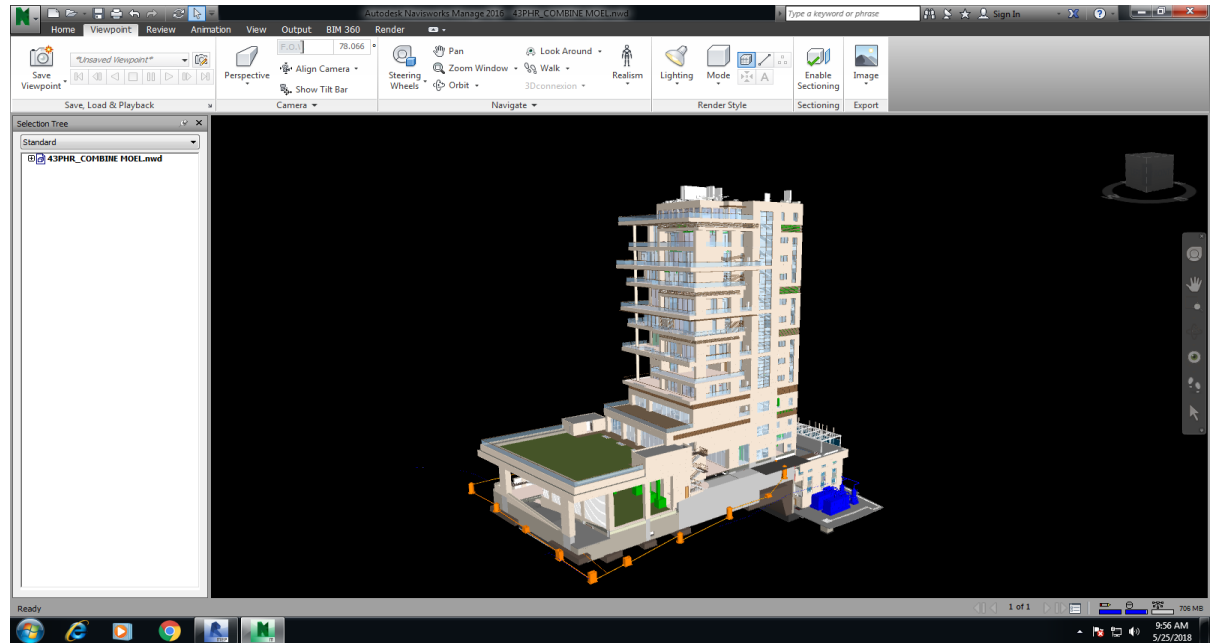 Autodesk Navisworks Manage 2016 43PHR_COMBINE MOEL.nwd
Type a keyword or phrase
Sign In
Home Viewpoint Review Animation View Output BIM 360 Render
*Unsaved Viewpoint*
Save Viewpoint
Save, Load & Playback
Perspective
F.O.V. 78.066 °
Align Camera
Show Tilt Bar
Camera
Steering Wheels
Pan
Zoom Window
Orbit
Look Around
Walk
3Dconnexion
Realism
Navigate
Lighting
Mode
A
Render Style
Enable Sectioning
Sectioning
Image
Export
Selection Tree
Standard
43PHR_COMBINE MOEL.nwd
Ready
1 of 1
706 MB
9:56 AM
5/25/2018